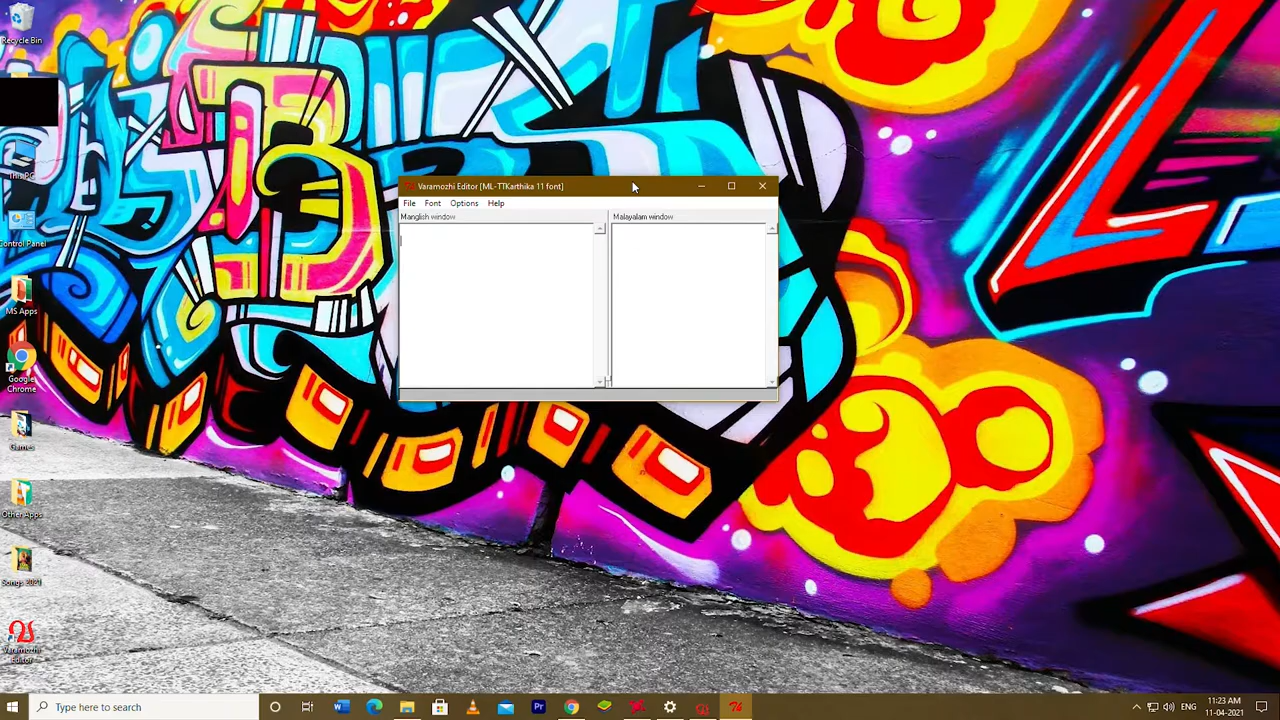 Recycle Bin
This PC
Control Panel
MS Apps
Google
Chrome
Games
Other Apps
Songs 2021
Varamozhi
Editor
Varamozhi Editor [ML-TTKarthika 11 font]
File Font Options Help
Manglish window
Malayalam window
Type here to search
ENG
11:23 AM
11-04-2021